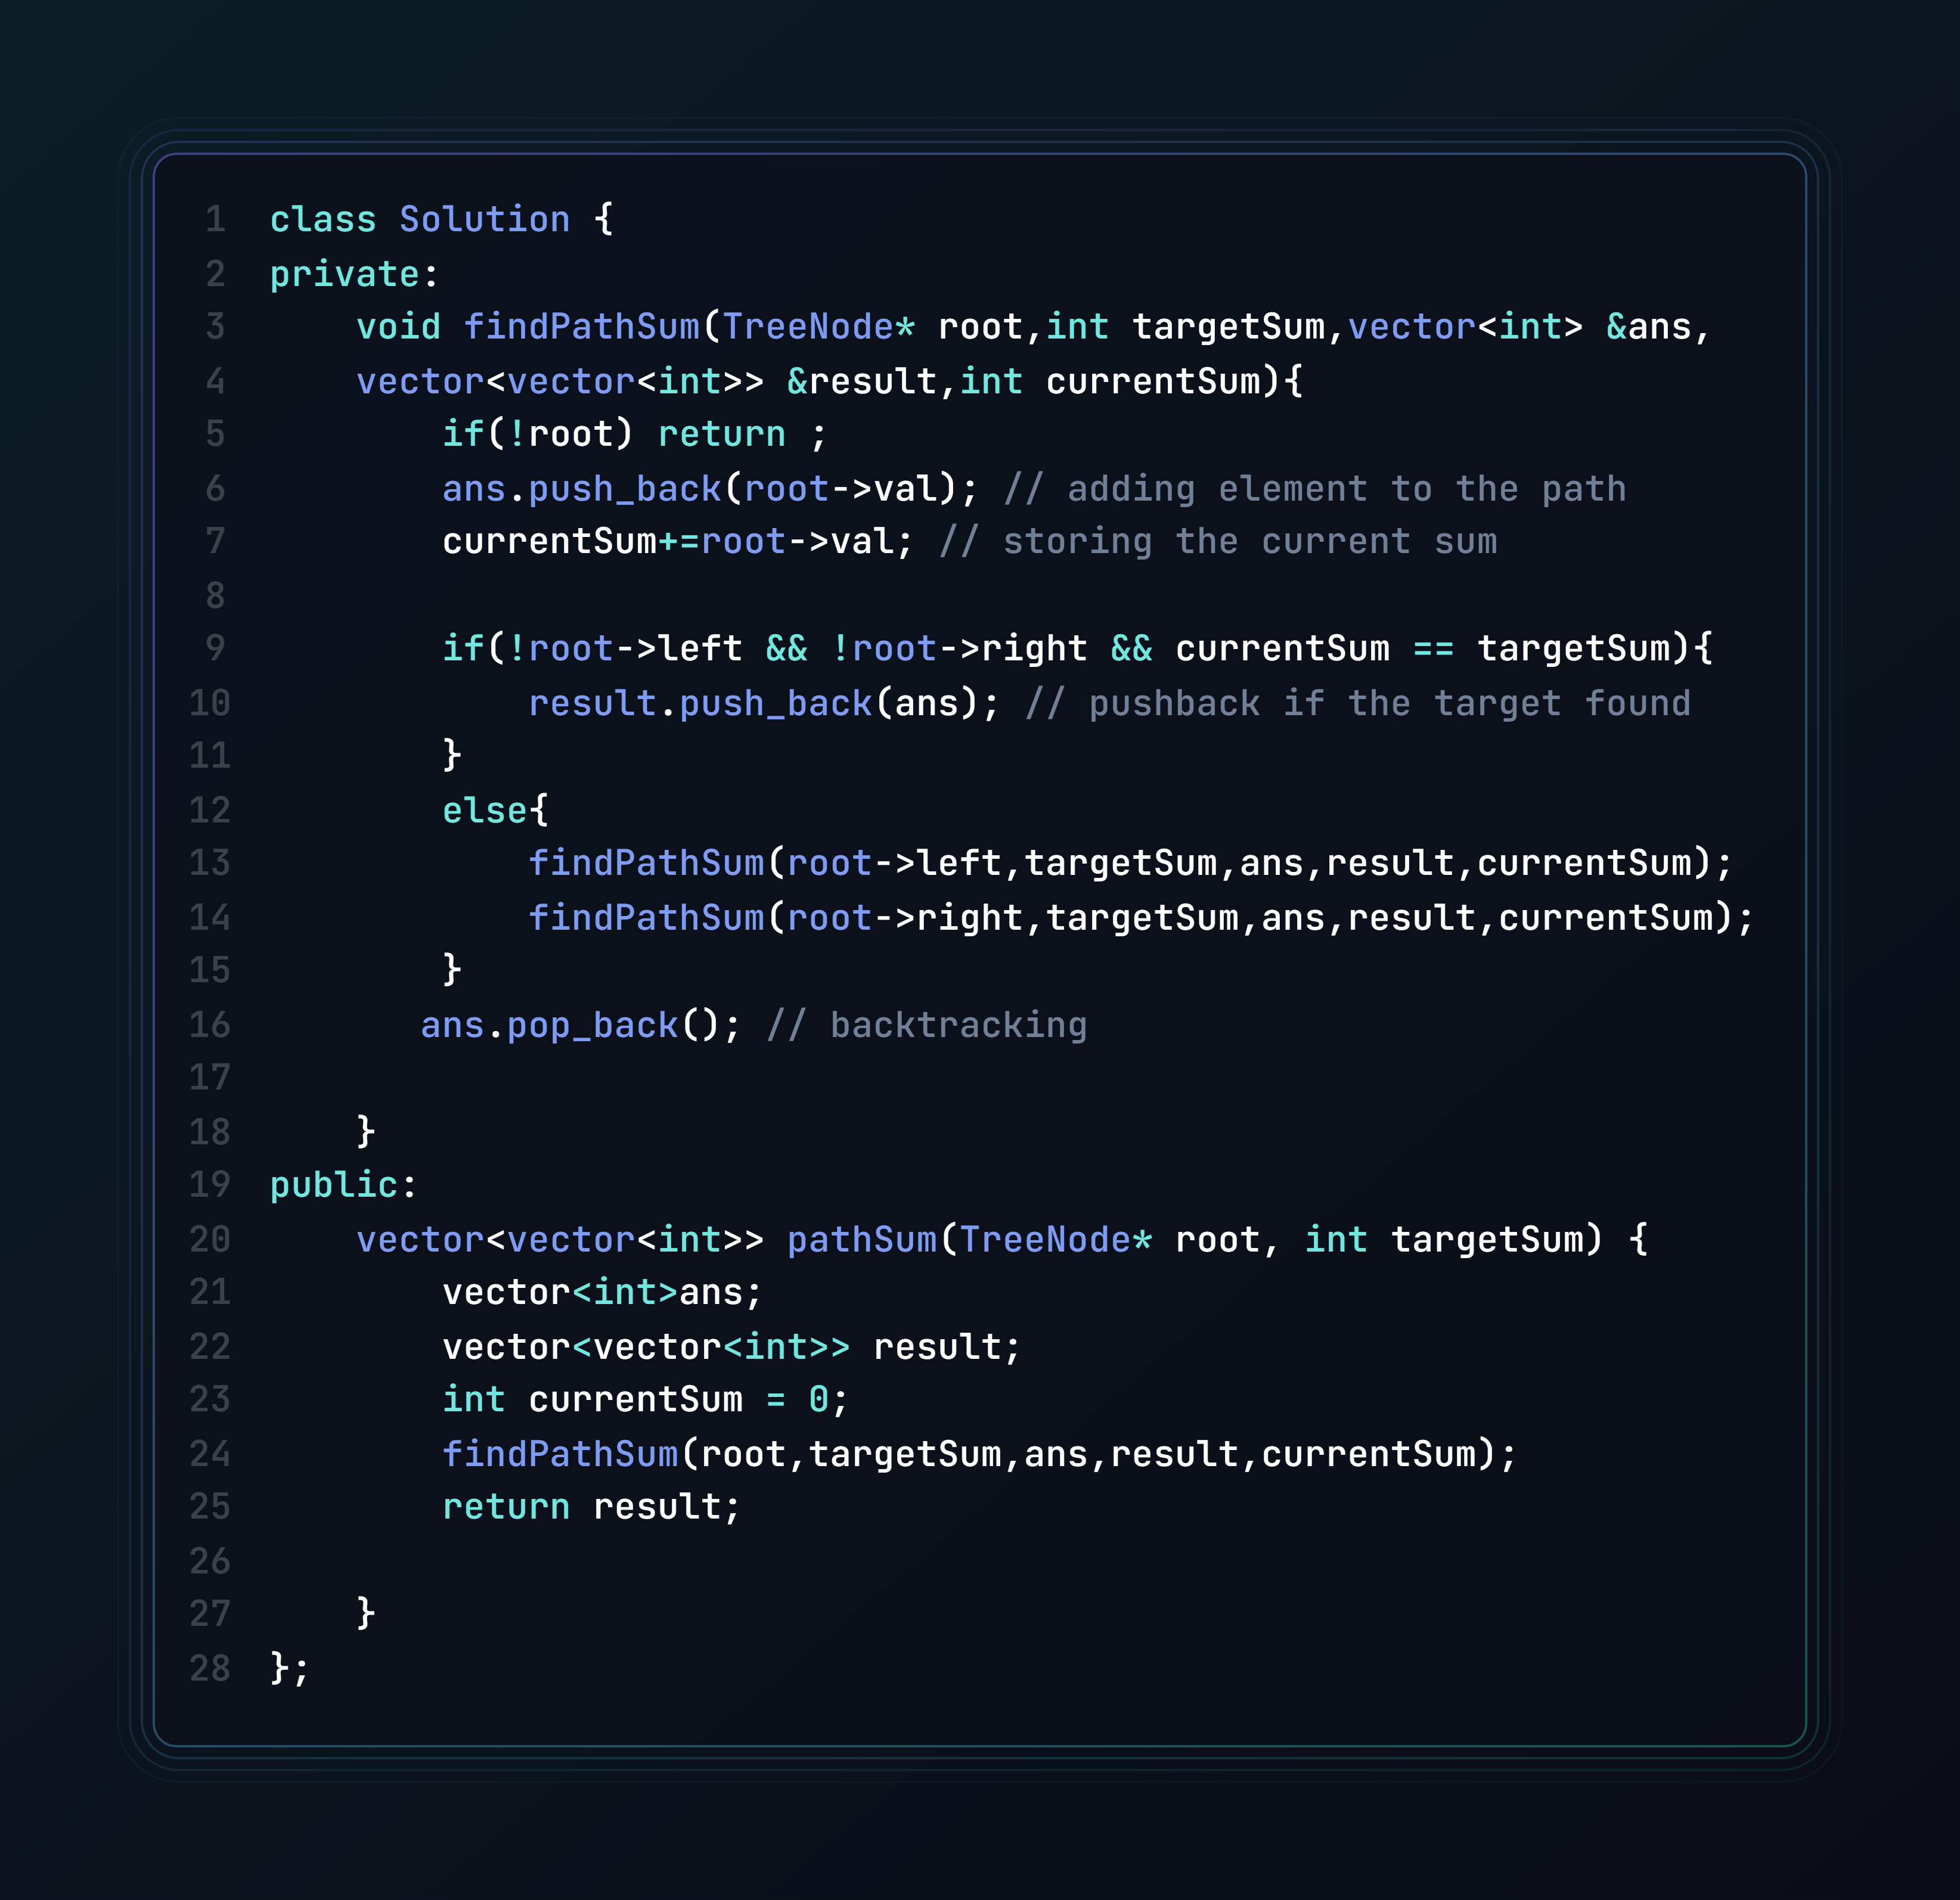 1 class Solution {
2 private:
3     void findPathSum(TreeNode* root,int targetSum,vector<int> &ans,
4     vector<vector<int>> &result,int currentSum){
5         if(!root) return ;
6         ans.push_back(root->val); // adding element to the path
7         currentSum+=root->val; // storing the current sum
8
9         if(!root->left && !root->right && currentSum == targetSum){
10             result.push_back(ans); // pushback if the target found
11         }
12         else{
13             findPathSum(root->left,targetSum,ans,result,currentSum);
14             findPathSum(root->right,targetSum,ans,result,currentSum);
15         }
16        ans.pop_back(); // backtracking
17
18     }
19 public:
20     vector<vector<int>> pathSum(TreeNode* root, int targetSum) {
21         vector<int>ans;
22         vector<vector<int>> result;
23         int currentSum = 0;
24         findPathSum(root,targetSum,ans,result,currentSum);
25         return result;
26
27     }
28 };